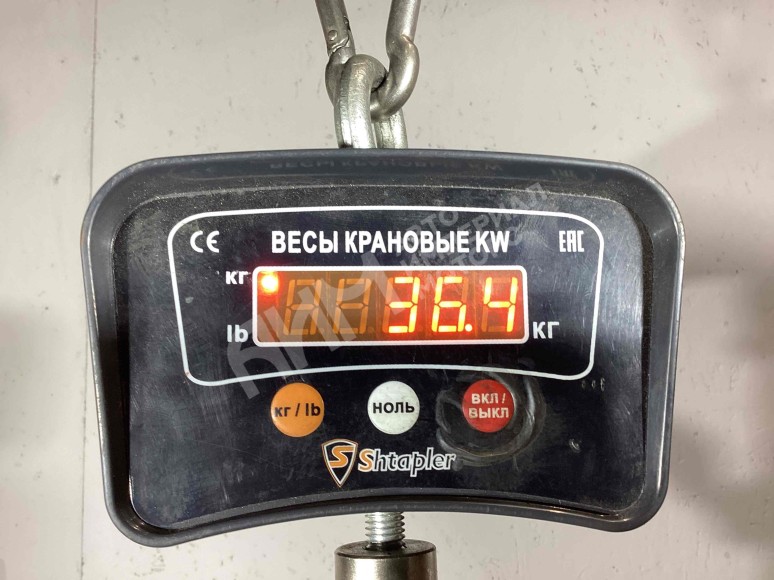 CE ВЕСЫ КРАНОВЫЕ KW EAC
кг
36.4
lb
КГ
кг / lb
НОЛЬ
ВКЛ /
ВЫКЛ
S Shtapler